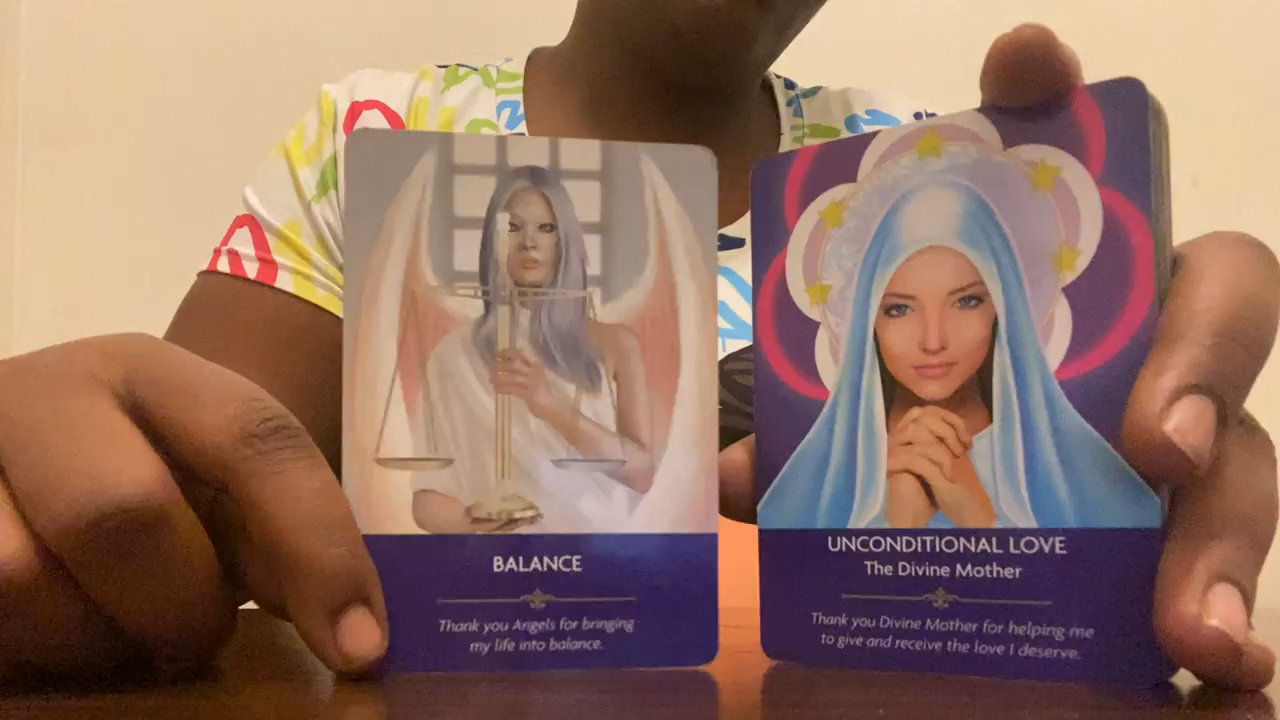 BALANCE
Thank you Angels for bringing
my life into balance.
UNCONDITIONAL LOVE
The Divine Mother
Thank you Divine Mother for helping me
to give and receive the love I deserve.